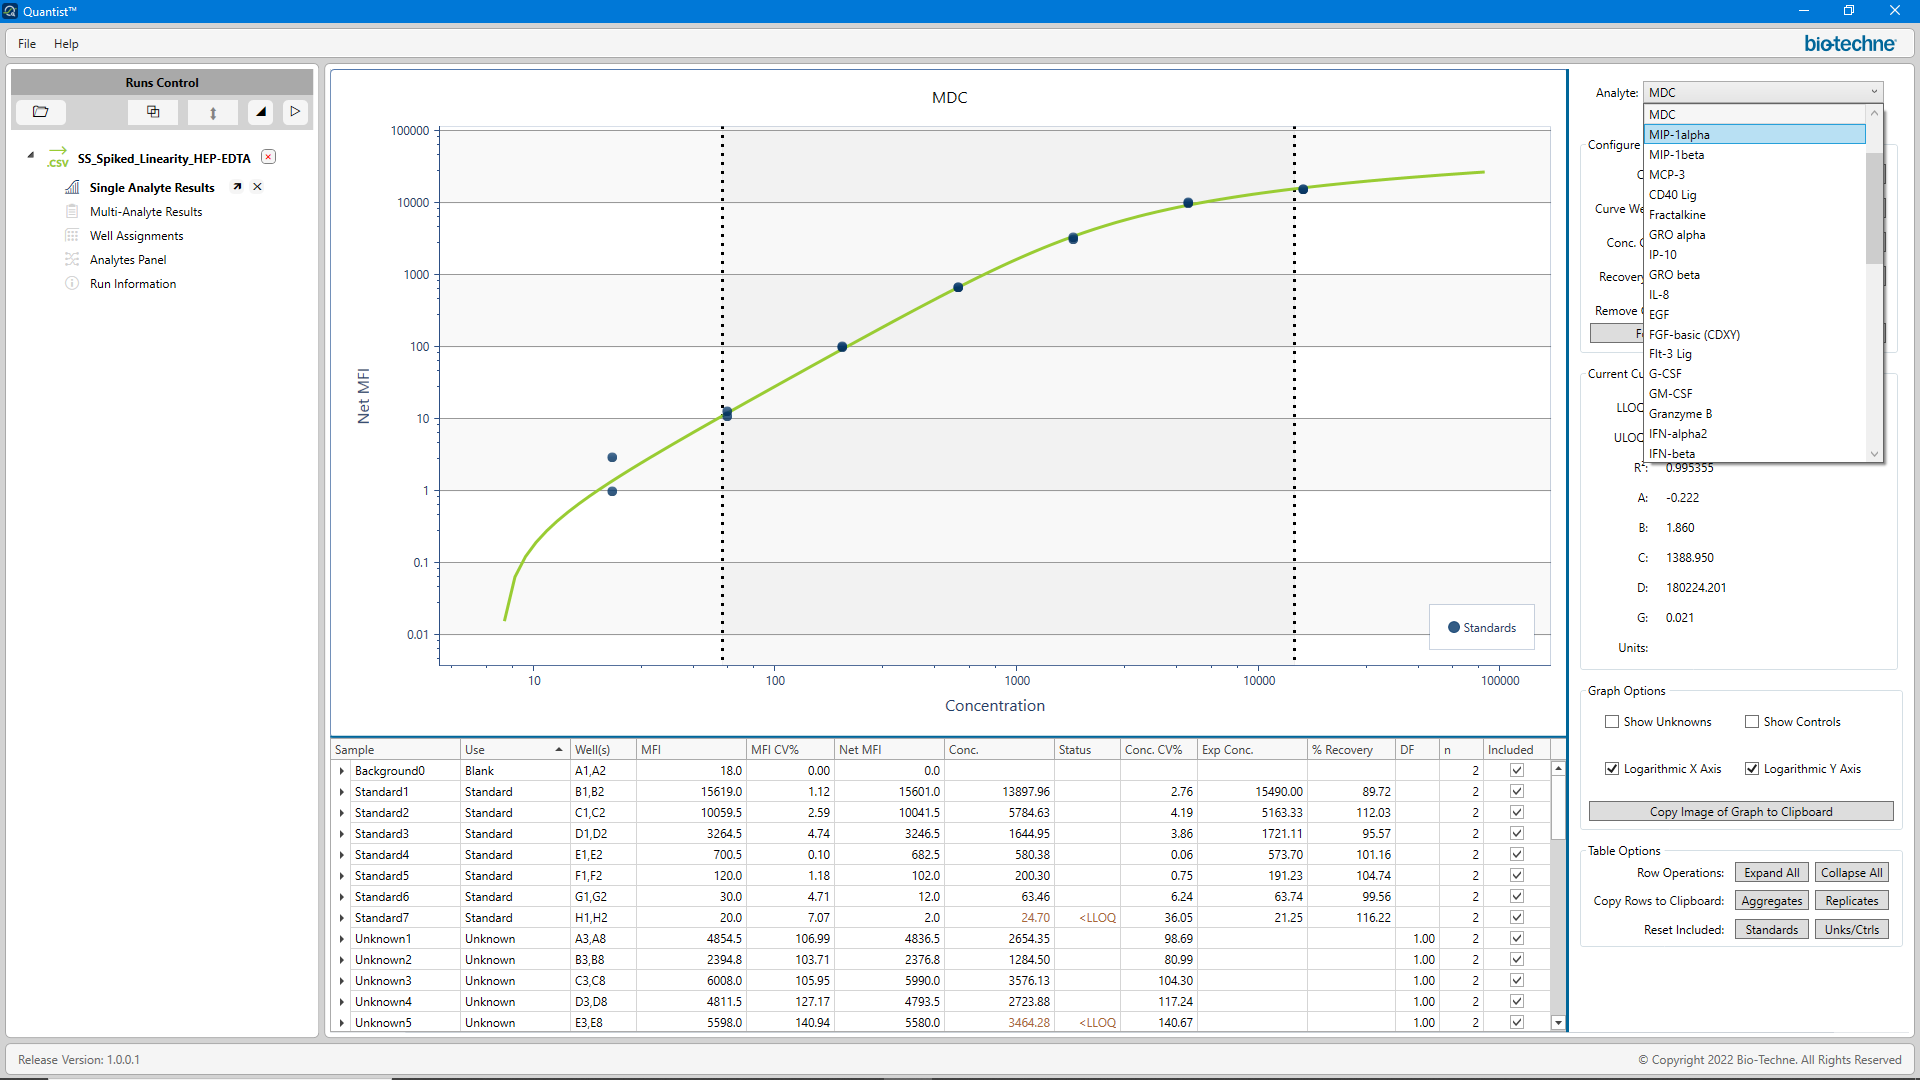 Quantist™
File Help
bio-techne
Runs Control
.CSV SS_Spiked_Linearity_HEP-EDTA
Single Analyte Results
Multi-Analyte Results
Well Assignments
Analytes Panel
Run Information
MDC
100000
10000
1000
100
10
1
0.1
0.01
Net MFI
10 100 1000 10000 100000
Concentration
Standards
Sample Use Well(s) MFI MFI CV% Net MFI Conc. Status Conc. CV% Exp Conc. % Recovery DF n Included
Background0 Blank A1,A2 18.0 0.00 0.0 2
Standard1 Standard B1,B2 15619.0 1.12 15601.0 13897.96 2.76 15490.00 89.72 2
Standard2 Standard C1,C2 10059.5 2.59 10041.5 5784.63 4.19 5163.33 112.03 2
Standard3 Standard D1,D2 3264.5 4.74 3246.5 1644.95 3.86 1721.11 95.57 2
Standard4 Standard E1,E2 700.5 0.10 682.5 580.38 0.06 573.70 101.16 2
Standard5 Standard F1,F2 120.0 1.18 102.0 200.30 0.75 191.23 104.74 2
Standard6 Standard G1,G2 30.0 4.71 12.0 63.46 6.24 63.74 99.56 2
Standard7 Standard H1,H2 20.0 7.07 2.0 24.70 <LLOQ 36.05 21.25 116.22 2
Unknown1 Unknown A3,A8 4854.5 106.99 4836.5 2654.35 98.69 1.00 2
Unknown2 Unknown B3,B8 2394.8 103.71 2376.8 1284.50 80.99 1.00 2
Unknown3 Unknown C3,C8 6008.0 105.95 5990.0 3576.13 104.30 1.00 2
Unknown4 Unknown D3,D8 4811.5 127.17 4793.5 2723.88 117.24 1.00 2
Unknown5 Unknown E3,E8 5598.0 140.94 5580.0 3464.28 <LLOQ 140.67 1.00 2
Analyte: MDC
MDC
MIP-1alpha
MIP-1beta
MCP-3
CD40 Lig
Fractalkine
GRO alpha
IP-10
GRO beta
IL-8
EGF
FGF-basic (CDXY)
Flt-3 Lig
G-CSF
GM-CSF
Granzyme B
IFN-alpha2
IFN-beta
Configure
Curve We
Conc.
Recovery
Remove
Current Cu
LLOQ
ULOQ
R²: 0.995355
A: -0.222
B: 1.860
C: 1388.950
D: 180224.201
G: 0.021
Units:
Graph Options
Show Unknowns Show Controls
Logarithmic X Axis Logarithmic Y Axis
Copy Image of Graph to Clipboard
Table Options
Row Operations: Expand All Collapse All
Copy Rows to Clipboard: Aggregates Replicates
Reset Included: Standards Unks/Ctrls
Release Version: 1.0.0.1
© Copyright 2022 Bio-Techne. All Rights Reserved